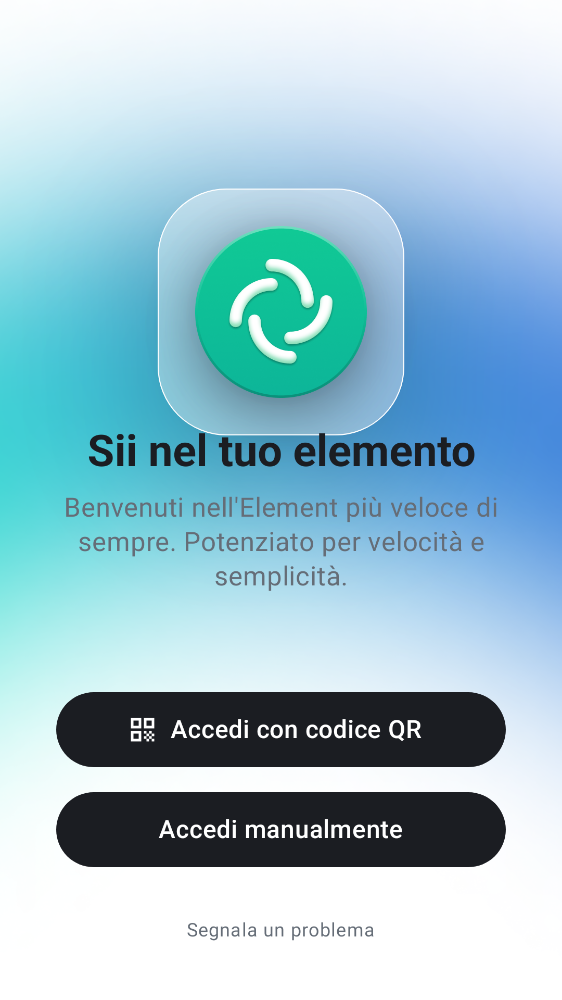 Sii nel tuo elemento
Benvenuti nell'Element più veloce di
sempre. Potenziato per velocità e
semplicità.
Accedi con codice QR
Accedi manualmente
Segnala un problema